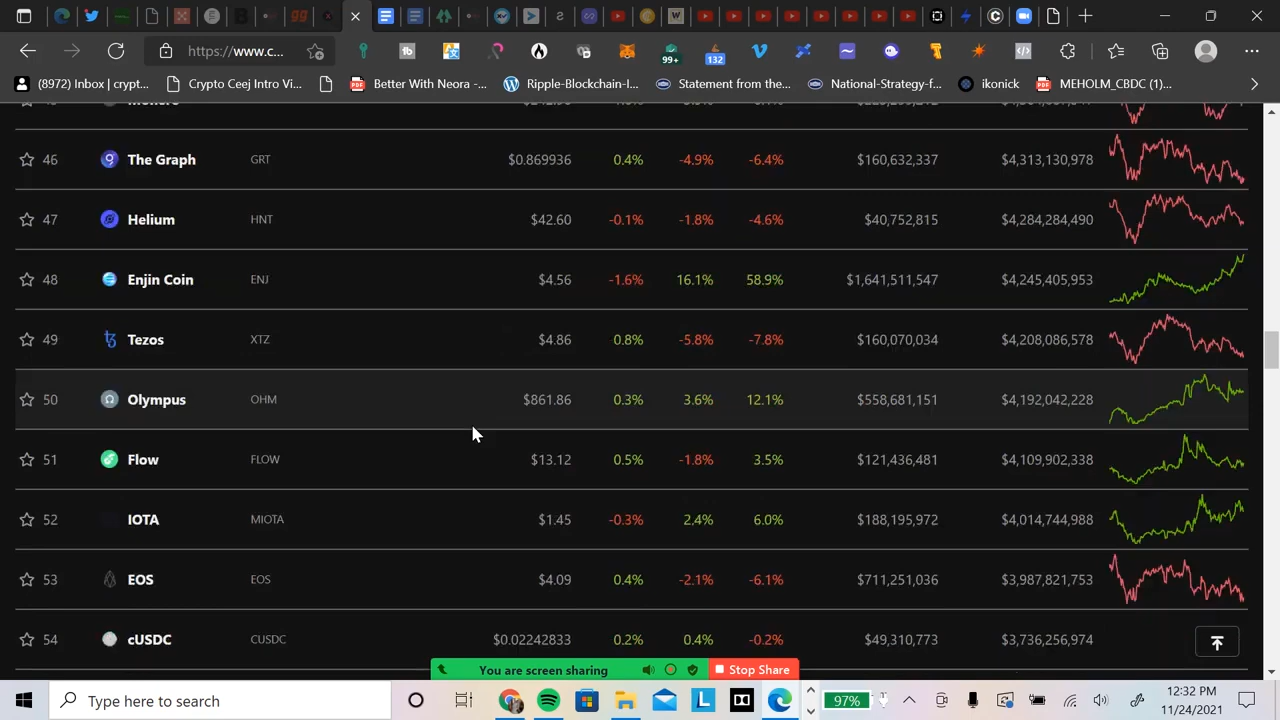 https://www.c...
99+
132
(8972) Inbox | crypt...
Crypto Ceej Intro Vi...
Better With Neora -...
Ripple-Blockchain-I...
Statement from the...
National-Strategy-f...
ikonick
MEHOLM_CBDC (1)...
46 The Graph GRT $0.869936 0.4% -4.9% -6.4% $160,632,337 $4,313,130,978
47 Helium HNT $42.60 -0.1% -1.8% -4.6% $40,752,815 $4,284,284,490
48 Enjin Coin ENJ $4.56 -1.6% 16.1% 58.9% $1,641,511,547 $4,245,405,953
49 Tezos XTZ $4.86 0.8% -5.8% -7.8% $160,070,034 $4,208,086,578
50 Olympus OHM $861.86 0.3% 3.6% 12.1% $558,681,151 $4,192,042,228
51 Flow FLOW $13.12 0.5% -1.8% 3.5% $121,436,481 $4,109,902,338
52 IOTA MIOTA $1.45 -0.3% 2.4% 6.0% $188,195,972 $4,014,744,988
53 EOS EOS $4.09 0.4% -2.1% -6.1% $711,251,036 $3,987,821,753
54 cUSDC CUSDC $0.02242833 0.2% 0.4% -0.2% $49,310,773 $3,736,256,974
You are screen sharing Stop Share
Type here to search
97%
12:32 PM
11/24/2021